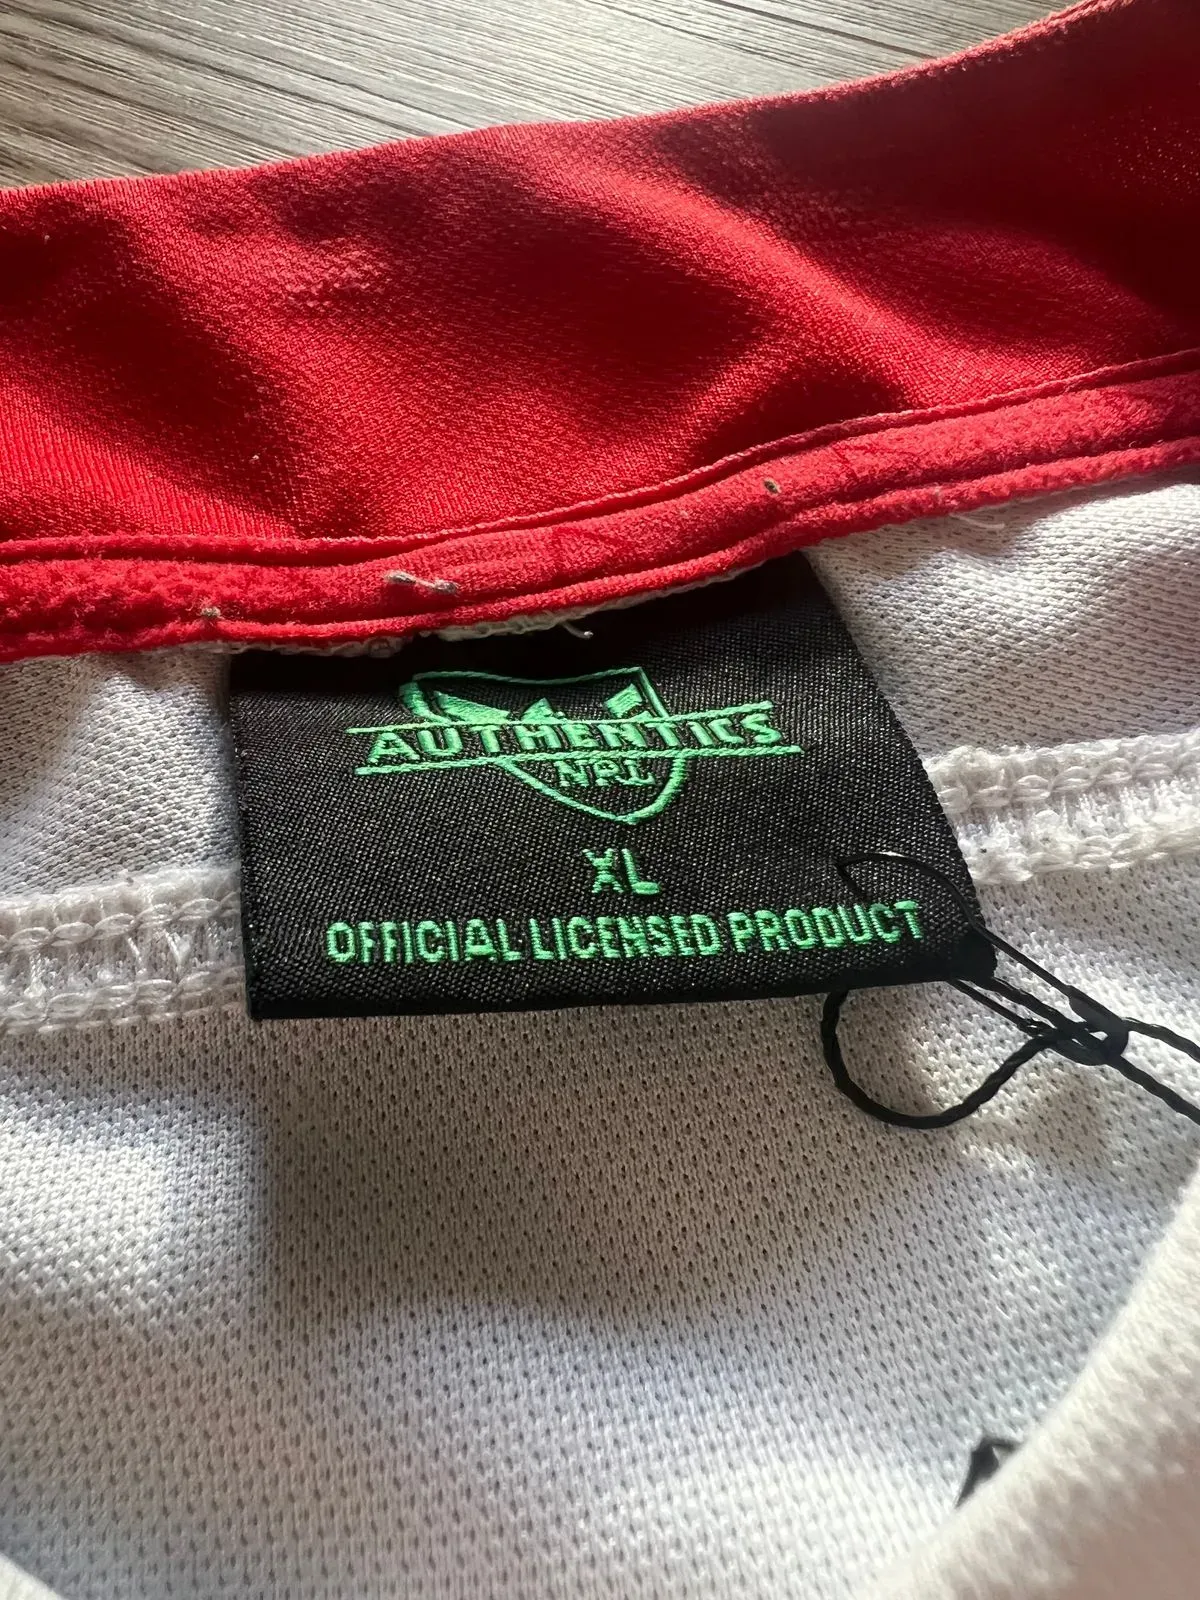 AUTHENTICS
NRL
XL
OFFICIAL LICENSED PRODUCT